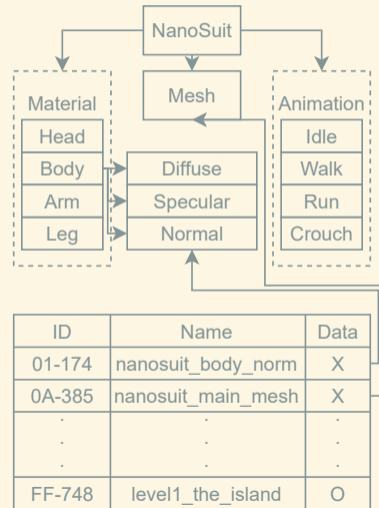 NanoSuit
Material
Mesh
Animation
Head
Idle
Body
Diffuse
Walk
Arm
Specular
Run
Leg
Normal
Crouch
ID Name Data
01-174 nanosuit_body_norm X
0A-385 nanosuit_main_mesh X
. . .
. . .
. . .
FF-748 level1_the_island O